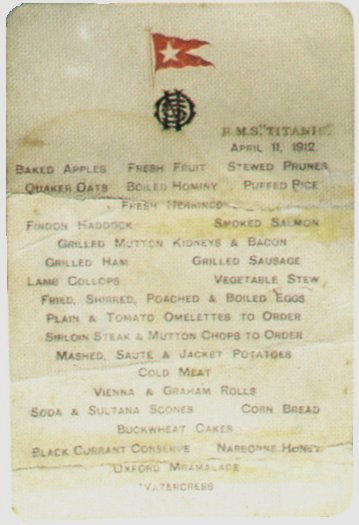 R.M.S. "TITANIC"
APRIL 11, 1912.
BAKED APPLES FRESH FRUIT STEWED PRUNES
QUAKER OATS BOILED HOMINY PUFFED RICE
FRESH HERRINGS
FINDON HADDOCK SMOKED SALMON
GRILLED MUTTON KIDNEYS & BACON
GRILLED HAM GRILLED SAUSAGE
LAMB COLLOPS VEGETABLE STEW
FRIED, SHIRRED, POACHED & BOILED EGGS
PLAIN & TOMATO OMELETTES TO ORDER
SIRLOIN STEAK & MUTTON CHOPS TO ORDER
MASHED, SAUTÉ & JACKET POTATOES
COLD MEAT
VIENNA & GRAHAM ROLLS
SODA & SULTANA SCONES CORN BREAD
BUCKWHEAT CAKES
BLACK CURRANT CONSERVE NARBONNE HONEY
OXFORD MRAMALADE
WATERCRESS